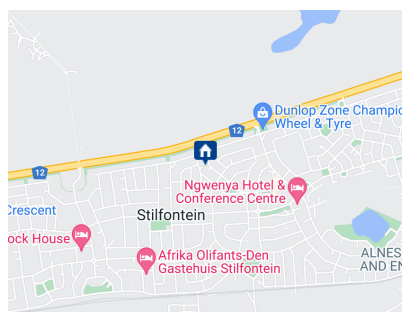 Dunlop Zone Champio
Wheel & Tyre
12
12
Ngwenya Hotel &
Conference Centre
Crescent
Stilfontein
ock House
Afrika Olifants-Den
Gastehuis Stilfontein
ALNES
AND EN